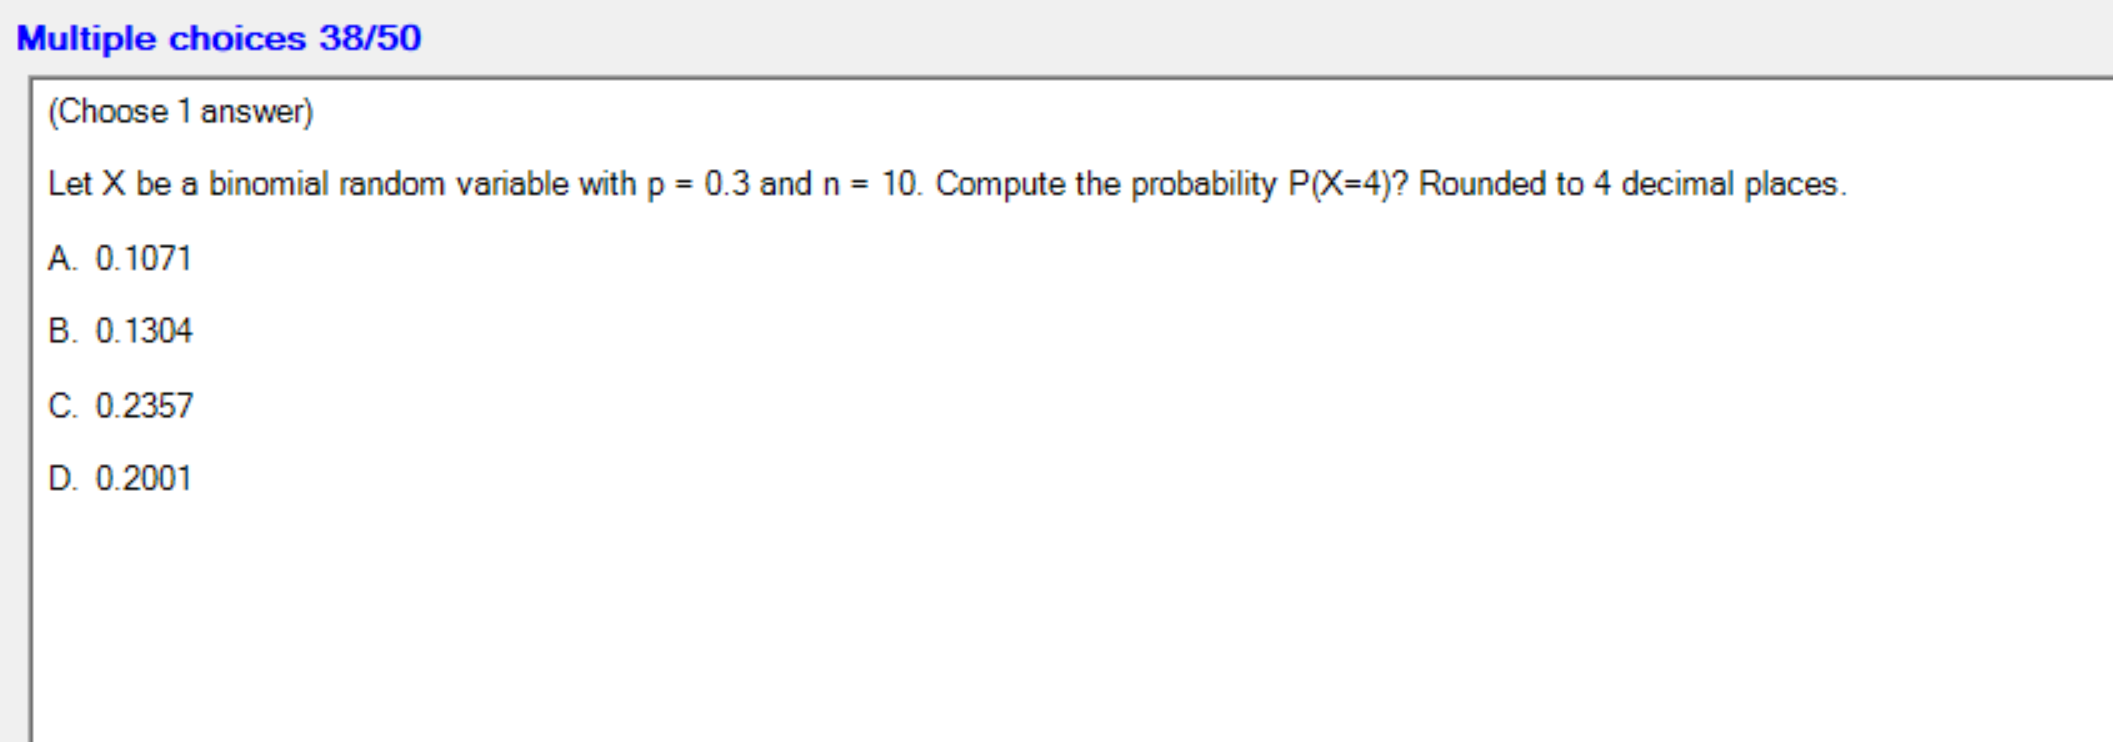 Multiple choices 38/50
(Choose 1 answer)
Let X be a binomial random variable with p = 0.3 and n = 10. Compute the probability P(X=4)? Rounded to 4 decimal places.
A. 0.1071
B. 0.1304
C. 0.2357
D. 0.2001